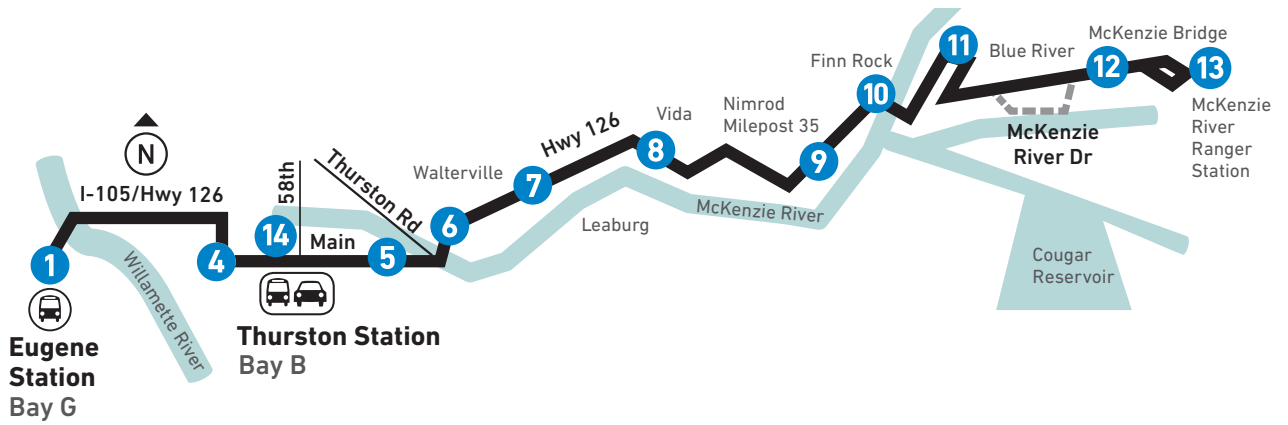 1
Eugene
Station
Bay G
N
I-105/Hwy 126
Willamette River
4
14
58th
Main
Thurston Station
Bay B
5
Thurston Rd
6
Walterville
7
Hwy 126
Leaburg
8
Vida
McKenzie River
Nimrod
Milepost 35
9
Finn Rock
10
11
Blue River
McKenzie
River Dr
Cougar
Reservoir
McKenzie Bridge
12
13
McKenzie
River
Ranger
Station